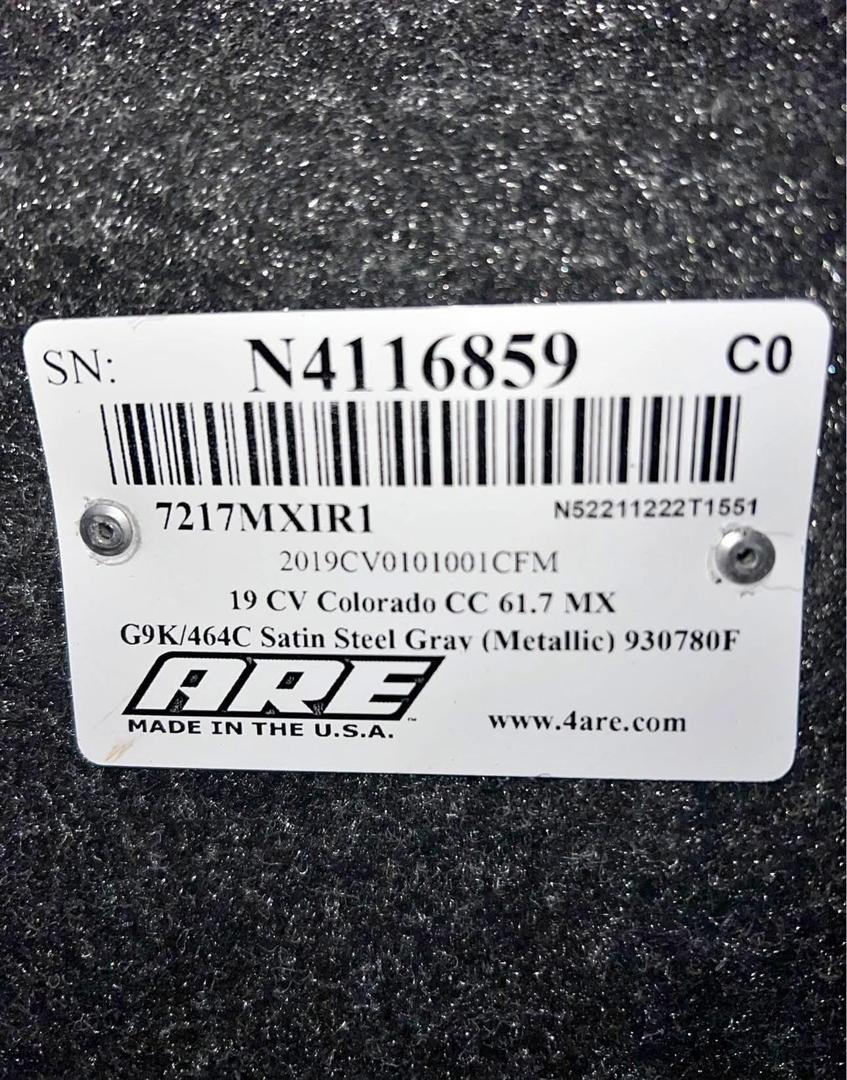 SN: N4116859 C0
7217MXIR1 N52211222T1551
2019CV0101001CFM
19 CV Colorado CC 61.7 MX
G9K/464C Satin Steel Gray (Metallic) 930780F
ARE™
MADE IN THE U.S.A. www.4are.com